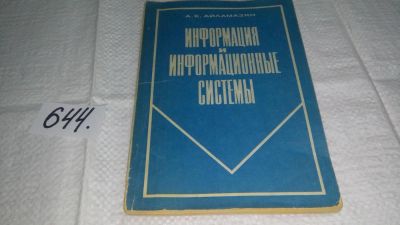 А. К. АЙЛАМАЗЯН
ИНФОРМАЦИЯ
И
ИНФОРМАЦИОННЫЕ
СИСТЕМЫ
644.